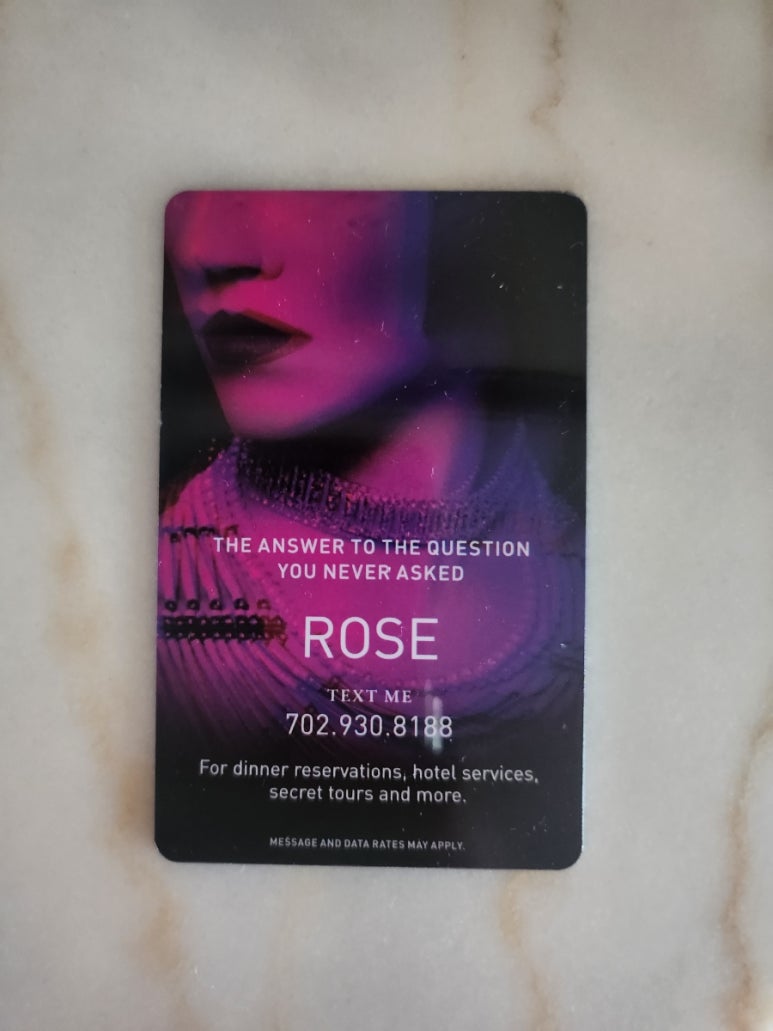 THE ANSWER TO THE QUESTION
YOU NEVER ASKED
ROSE
TEXT ME
702.930.8188
For dinner reservations, hotel services,
secret tours and more.
MESSAGE AND DATA RATES MAY APPLY.